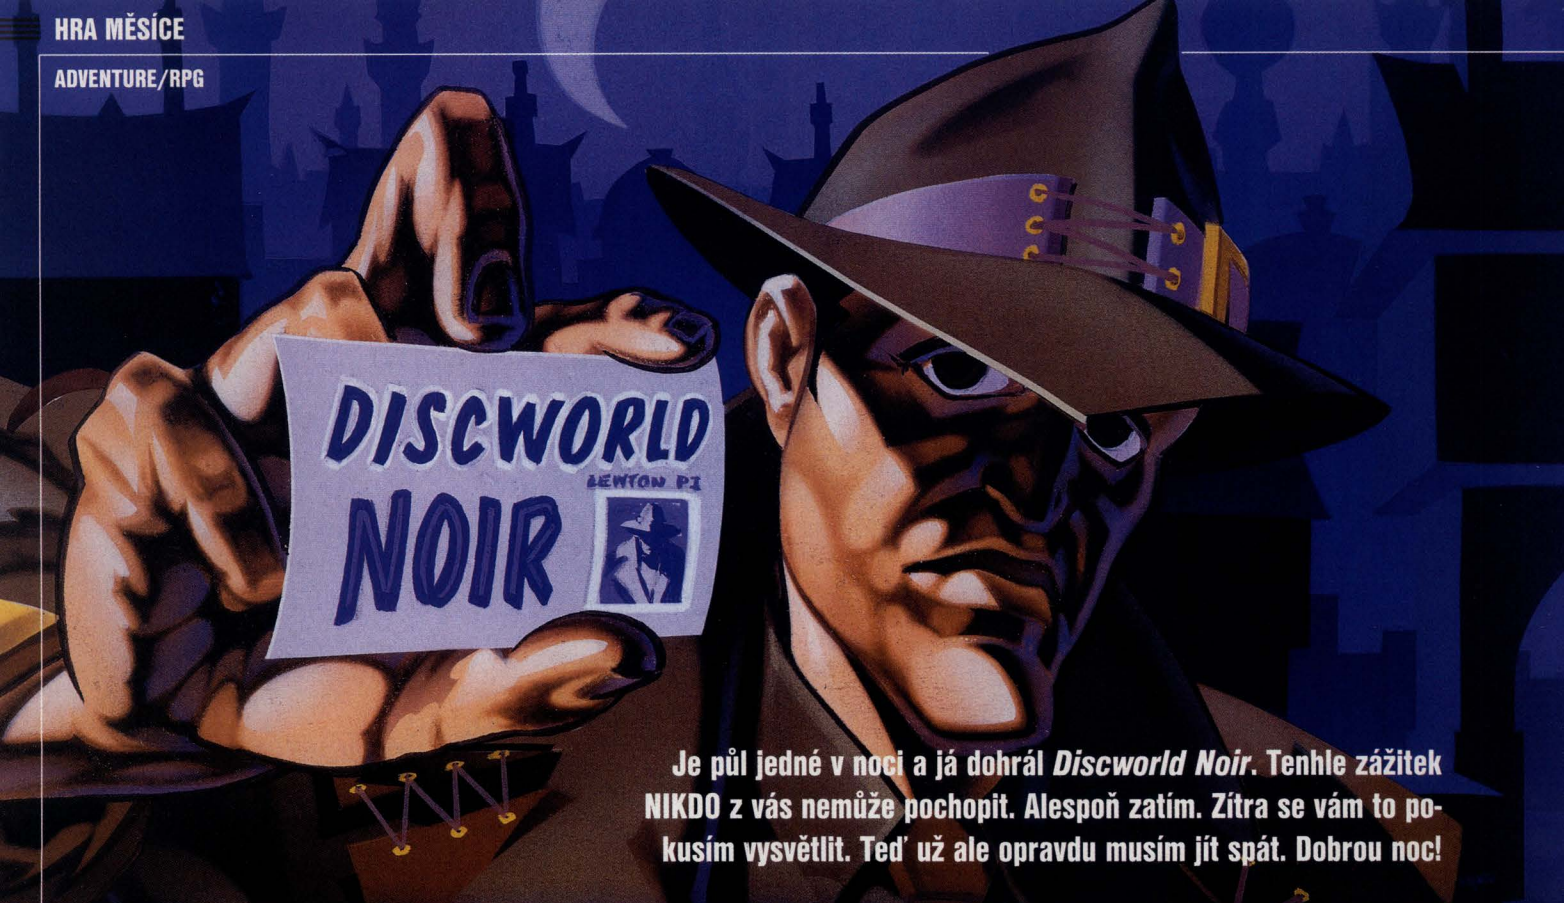 HRA MĚSÍCE
ADVENTURE/RPG
DISCWORLD
LEWTON PI
NOIR
Je půl jedné v noci a já dohrál Discworld Noir. Tenhle zážitek
NIKDO z vás nemůže pochopit. Alespoň zatím. Zítra se vám to po-
kusím vysvětlit. Teď už ale opravdu musím jít spát. Dobrou noc!